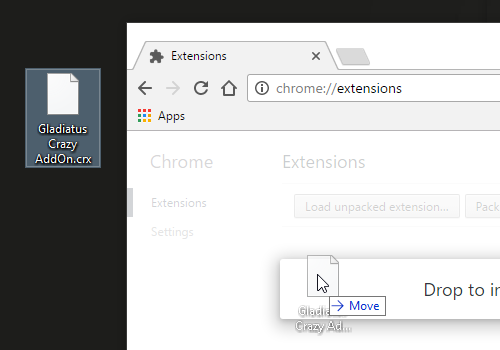 Gladiatus
Crazy
AddOn.crx
Extensions
chrome://extensions
Apps
Chrome
Extensions
Extensions
Settings
Load unpacked extension...
Pack
Drop to in
Move
Crazy Ad...